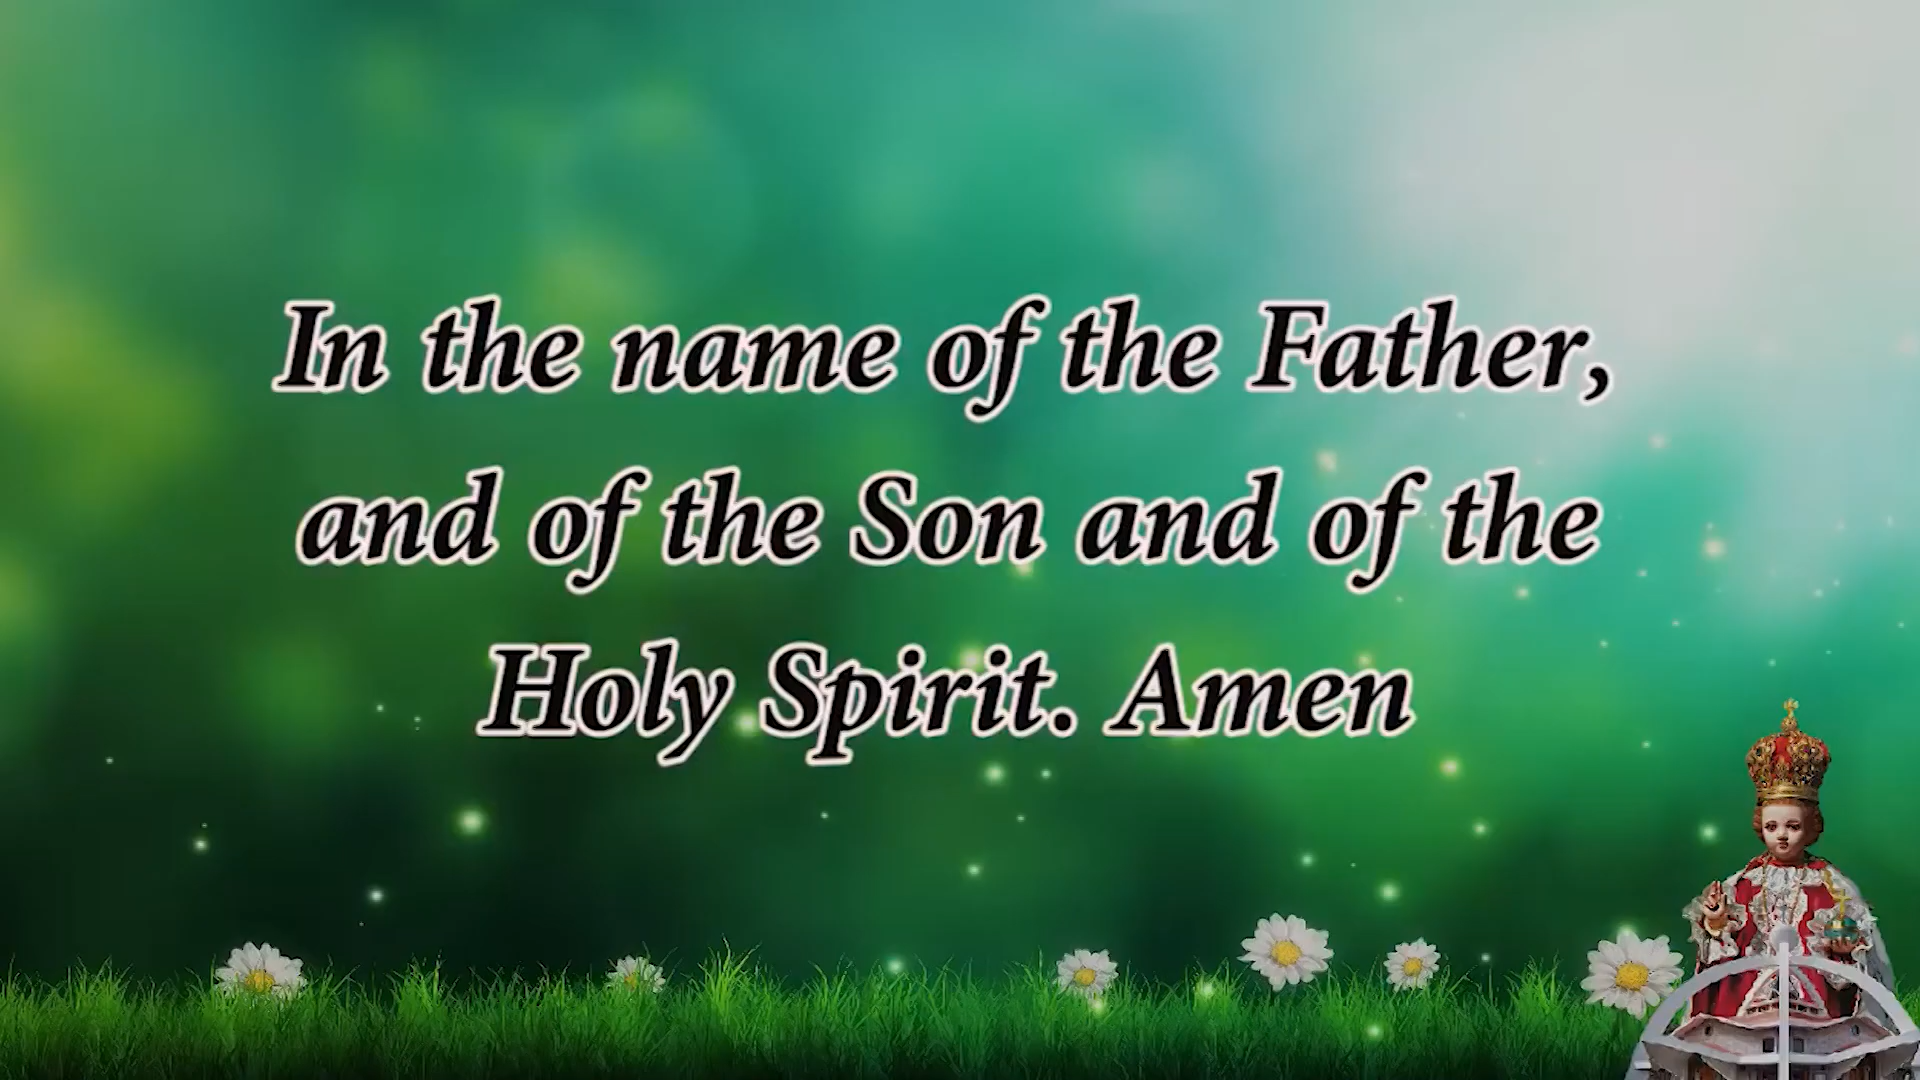 In the name of the Father,
and of the Son and of the
Holy Spirit. Amen